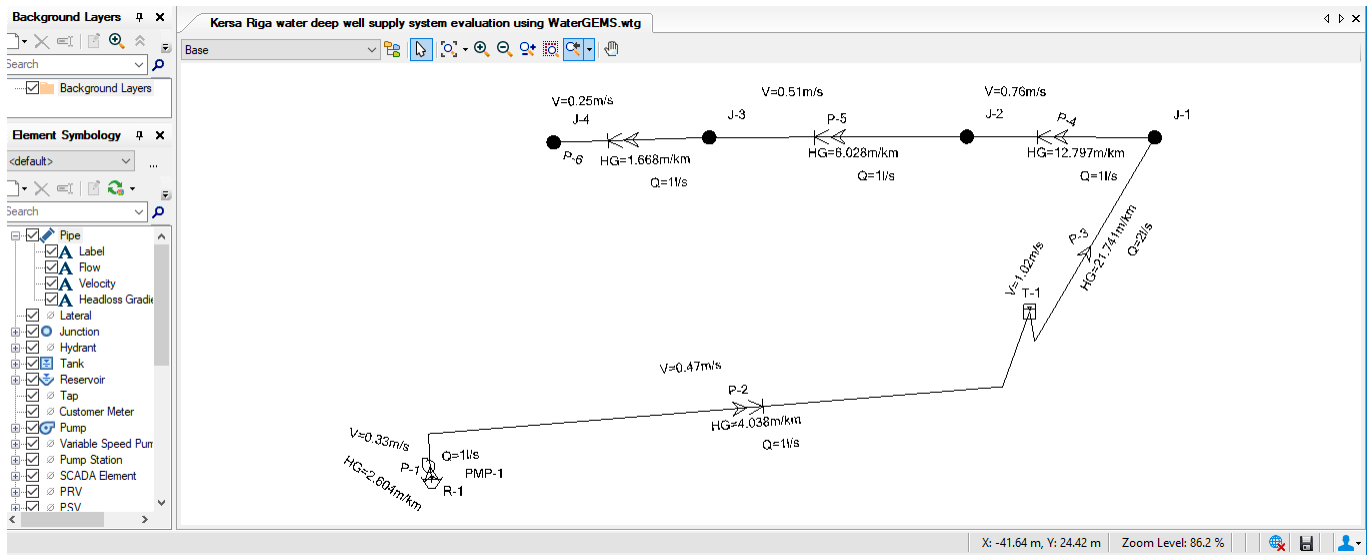 Background Layers
Search
Background Layers
Element Symbology
<default>
...
Search
Pipe
Label
Flow
Velocity
Headloss Gradie
Lateral
Junction
Hydrant
Tank
Reservoir
Tap
Customer Meter
Pump
Variable Speed Pum
Pump Station
SCADA Element
PRV
PSV
Kersa Riga water deep well supply system evaluation using WaterGEMS.wtg
Base
V=0.25m/s
J-4
P-6
HG=1.668m/km
Q=1l/s
V=0.51m/s
J-3
P-5
HG=6.028m/km
Q=1l/s
V=0.76m/s
J-2
P-4
J-1
HG=12.797m/km
Q=1l/s
P-3
HG=21.741m/km
Q=2l/s
V=1.02m/s
T-1
V=0.47m/s
P-2
HG=4.038m/km
Q=1l/s
V=0.33m/s
Q=1l/s
P-1
PMP-1
R-1
HG=2.604m/km
X: -41.64 m, Y: 24.42 m
Zoom Level: 86.2 %